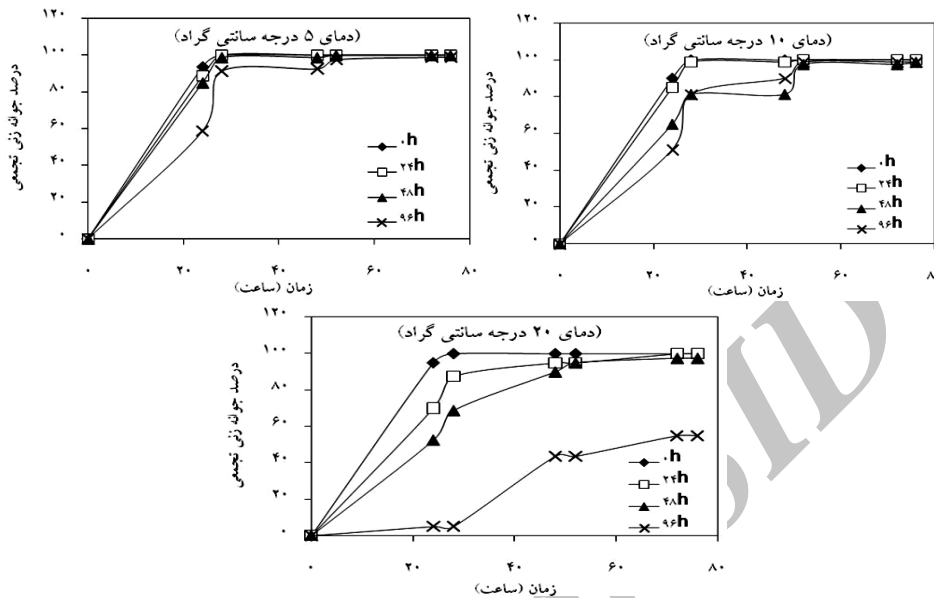 (دمای ۵ درجه سانتی گراد)
درصد جوانه زنی تجمعی
۱۲۰
۱۰۰
۸۰
۶۰
۴۰
۲۰
۰
۰h
۲۴h
۴۸h
۹۶h
۰ ۲۰ ۴۰ ۶۰ ۸۰
زمان (ساعت)
(دمای ۱۰ درجه سانتی گراد)
درصد جوانه زنی تجمعی
۱۲۰
۱۰۰
۸۰
۶۰
۴۰
۲۰
۰
۰h
۲۴h
۴۸h
۹۶h
۰ ۲۰ ۴۰ ۶۰ ۸۰
زمان (ساعت)
(دمای ۲۰ درجه سانتی گراد)
درصد جوانه زنی تجمعی
۱۲۰
۱۰۰
۸۰
۶۰
۴۰
۲۰
۰
۰h
۲۴h
۴۸h
۹۶h
۰ ۲۰ ۴۰ ۶۰ ۸۰
زمان (ساعت)